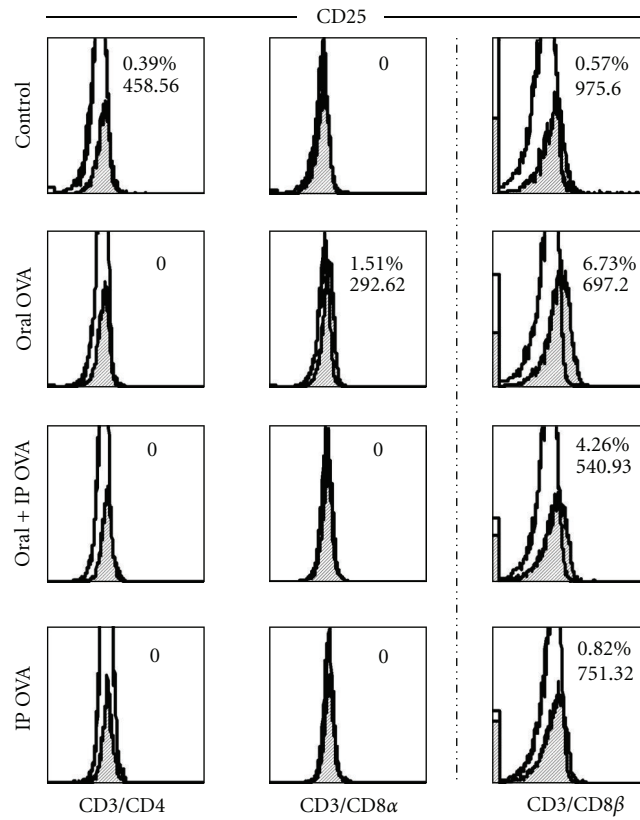 CD25
Control
0.39%
458.56
0
0.57%
975.6
Oral OVA
0
1.51%
292.62
6.73%
697.2
Oral + IP OVA
0
0
4.26%
540.93
IP OVA
0
0
0.82%
751.32
CD3/CD4
CD3/CD8α
CD3/CD8β